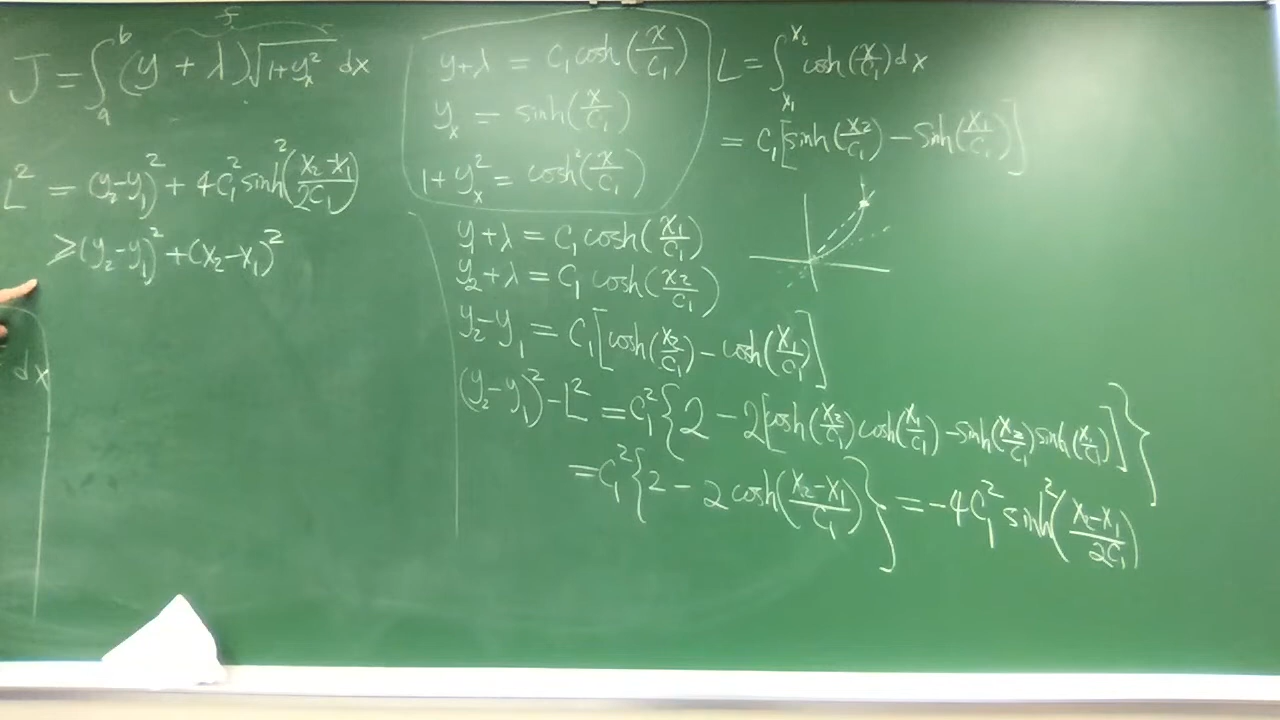 f
J = ∫_a^b (y + λ)√(1+y_x^2) dx
L^2 = (y_2-y_1)^2 + 4C_1^2 sinh^2((x_2-x_1)/(2C_1))
≥ (y_2-y_1)^2 + (x_2-x_1)^2
dx
y+λ = C_1 cosh(x/C_1)
y_x = sinh(x/C_1)
1+y_x^2 = cosh^2(x/C_1)
y_1+λ = C_1 cosh(x_1/C_1)
y_2+λ = C_1 cosh(x_2/C_1)
y_2-y_1 = C_1[cosh(x_2/C_1) - cosh(x_1/C_1)]
(y_2-y_1)^2 - L^2 = C_1^2{2 - 2[cosh(x_2/C_1)cosh(x_1/C_1) - sinh(x_2/C_1)sinh(x_1/C_1)]}
= C_1^2{2 - 2cosh((x_2-x_1)/C_1)} = -4C_1^2 sinh^2((x_2-x_1)/(2C_1))
L = ∫_{x_1}^{x_2} cosh(x/C_1)dx
= C_1[sinh(x_2/C_1) - sinh(x_1/C_1)]